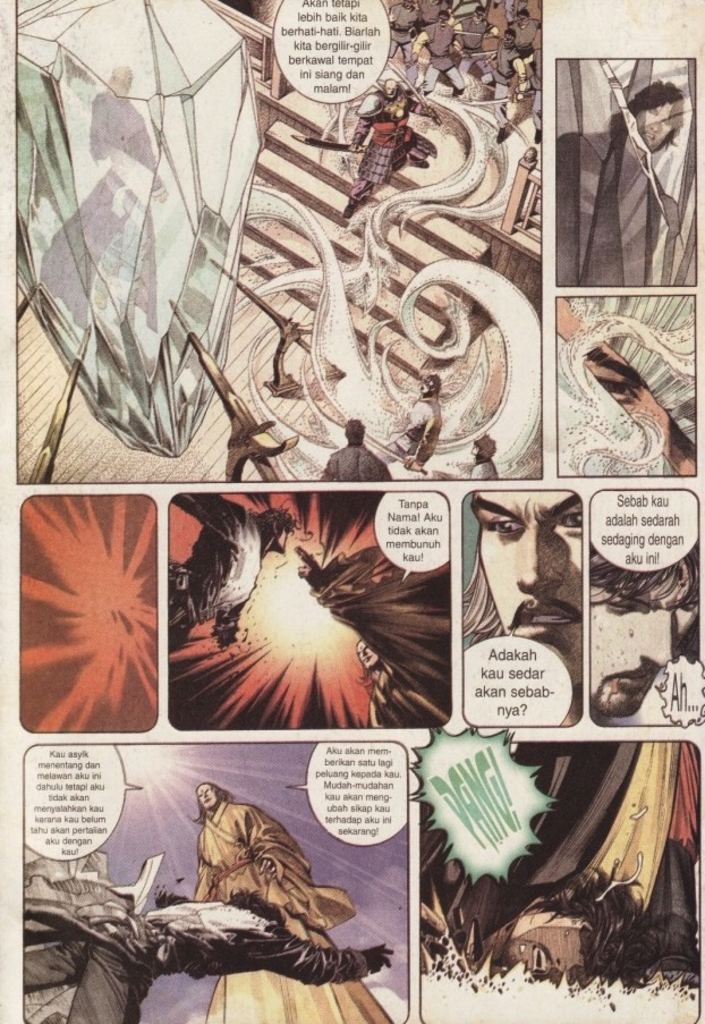 Akan tetapi
lebih baik kita
berhati-hati. Biarlah
kita bergilir-gilir
berkawal tempat
ini siang dan
malam!
Tanpa
Nama! Aku
tidak akan
membunuh
kau!
Adakah
kau sedar
akan sebab-
nya?
Sebab kau
adalah sedarah
sedaging dengan
aku ini!
Ah...
Kau asyik
menentang dan
melawan aku ini
dahulu tetapi aku
tidak akan
menyalahkan kau
kerana kau belum
tahu akan pertalian
aku dengan
kau!
Aku akan mem-
berikan satu lagi
peluang kepada kau.
Mudah-mudahan
kau akan meng-
ubah sikap kau
terhadap aku ini
sekarang!